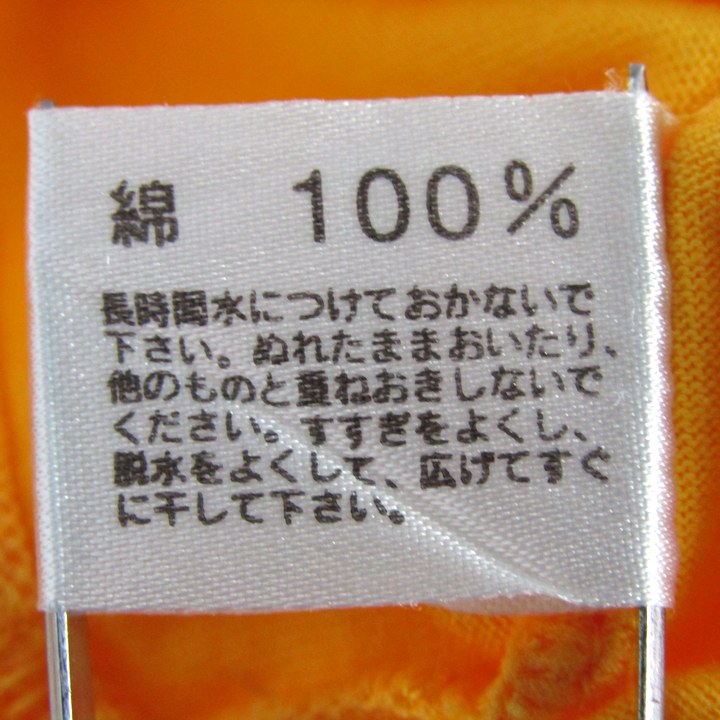 綿 100%
長時間水につけておかないで
下さい。ぬれたままおいたり、
他のものと重ねおきしないで
ください。すすぎをよくし、
脱水をよくして、広げてすぐ
に干して下さい。